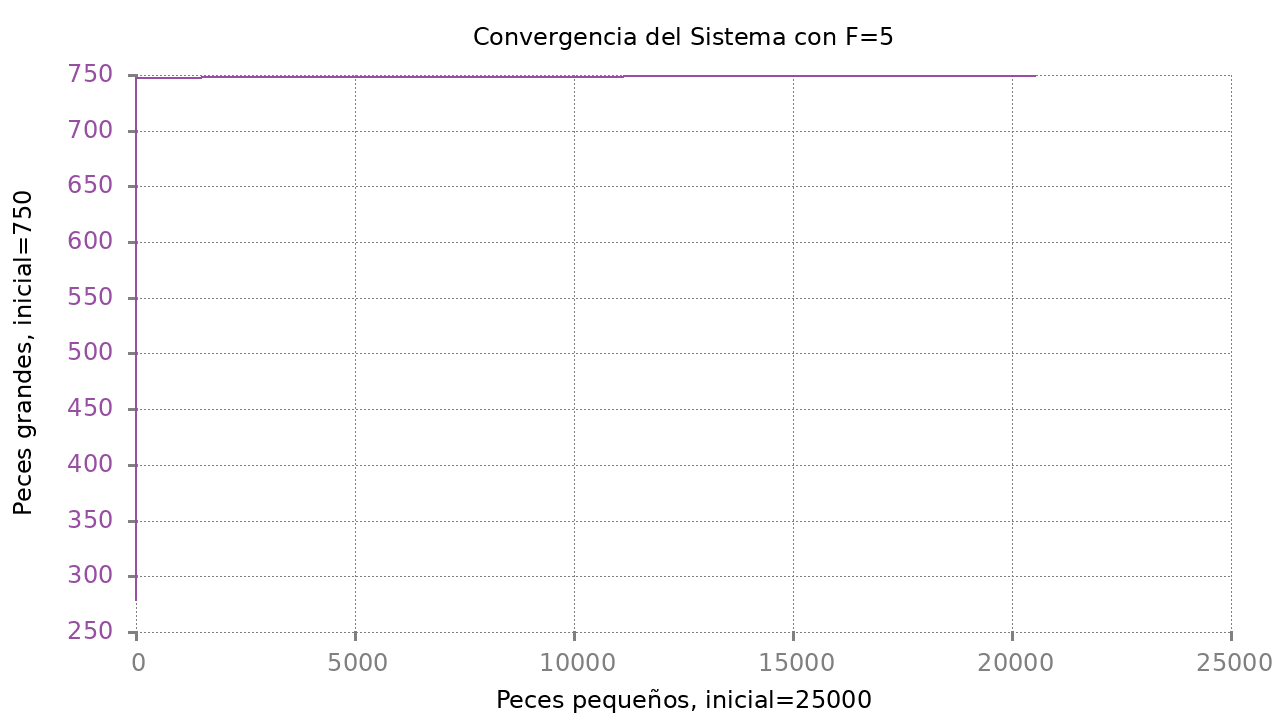 Convergencia del Sistema con F=5
Peces grandes, inicial=750
750
700
650
600
550
500
450
400
350
300
250
0 5000 10000 15000 20000 25000
Peces pequeños, inicial=25000